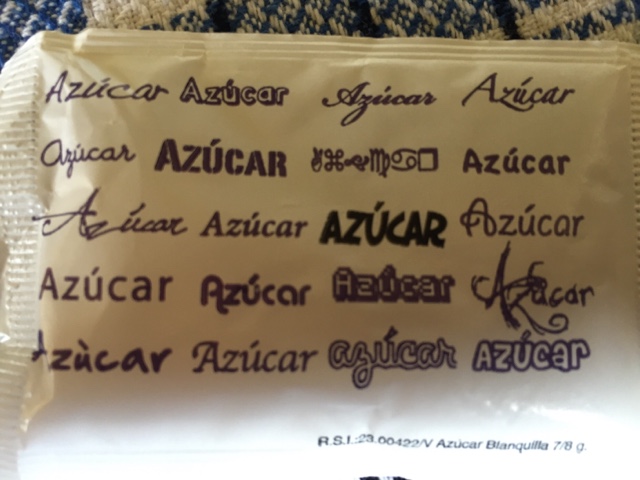 Azúcar Azúcar Azúcar Azúcar
Azúcar AZÚCAR ✌⌘◆♍♋❒ Azúcar
Azúcar Azúcar AZÚCAR Azúcar
Azúcar Azúcar Azúcar Azúcar
Azùcar Azúcar azúcar AZÚCar
R.S.I.:23.00422/V Azúcar Blanquilla 7/8 g.